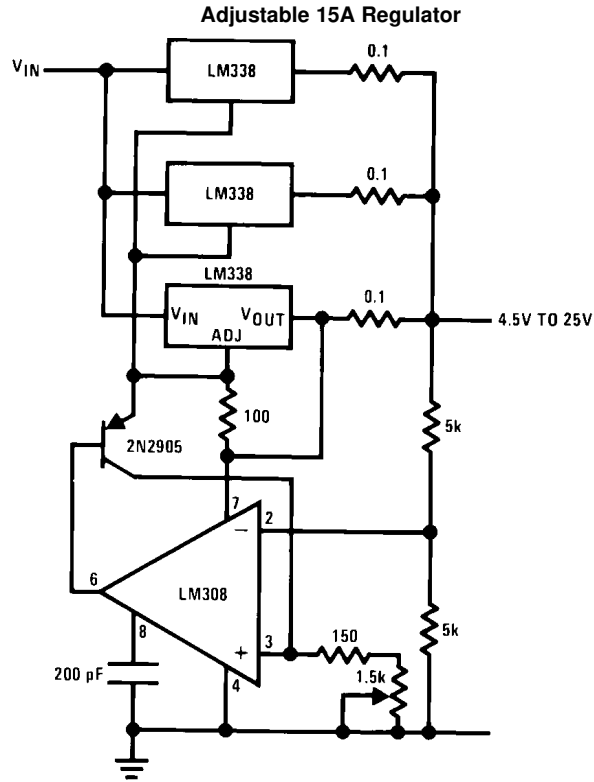 Adjustable 15A Regulator
VIN
LM338
0.1
LM338
0.1
LM338
VIN
VOUT
ADJ
0.1
4.5V TO 25V
100
5k
2N2905
7
2
−
6
LM308
8
+
3
150
5k
200 pF
4
1.5k